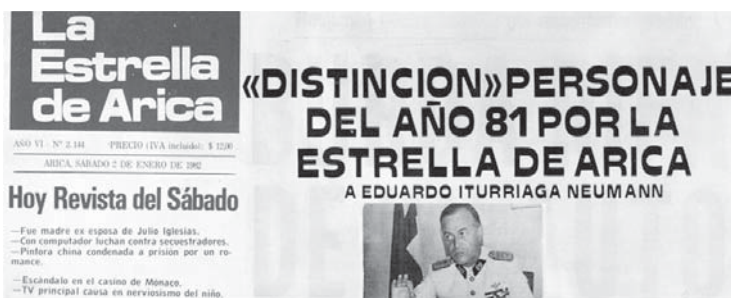 La
Estrella
de Arica
AÑO VI - Nº 2.144 PRECIO (IVA incluido): $ 12,00
ARICA, SABADO 2 DE ENERO DE 1982
Hoy Revista del Sábado
—Fue madre ex esposa de Julio Iglesias.
—Con computador luchan contra secuestradores.
—Pintora china condenada a prisión por un ro-
mance.
—Escándalo en el casino de Monaco.
—TV principal causa en nerviosismo del niño.
«DISTINCION» PERSONAJE
DEL AÑO 81 POR LA
ESTRELLA DE ARICA
A EDUARDO ITURRIAGA NEUMANN